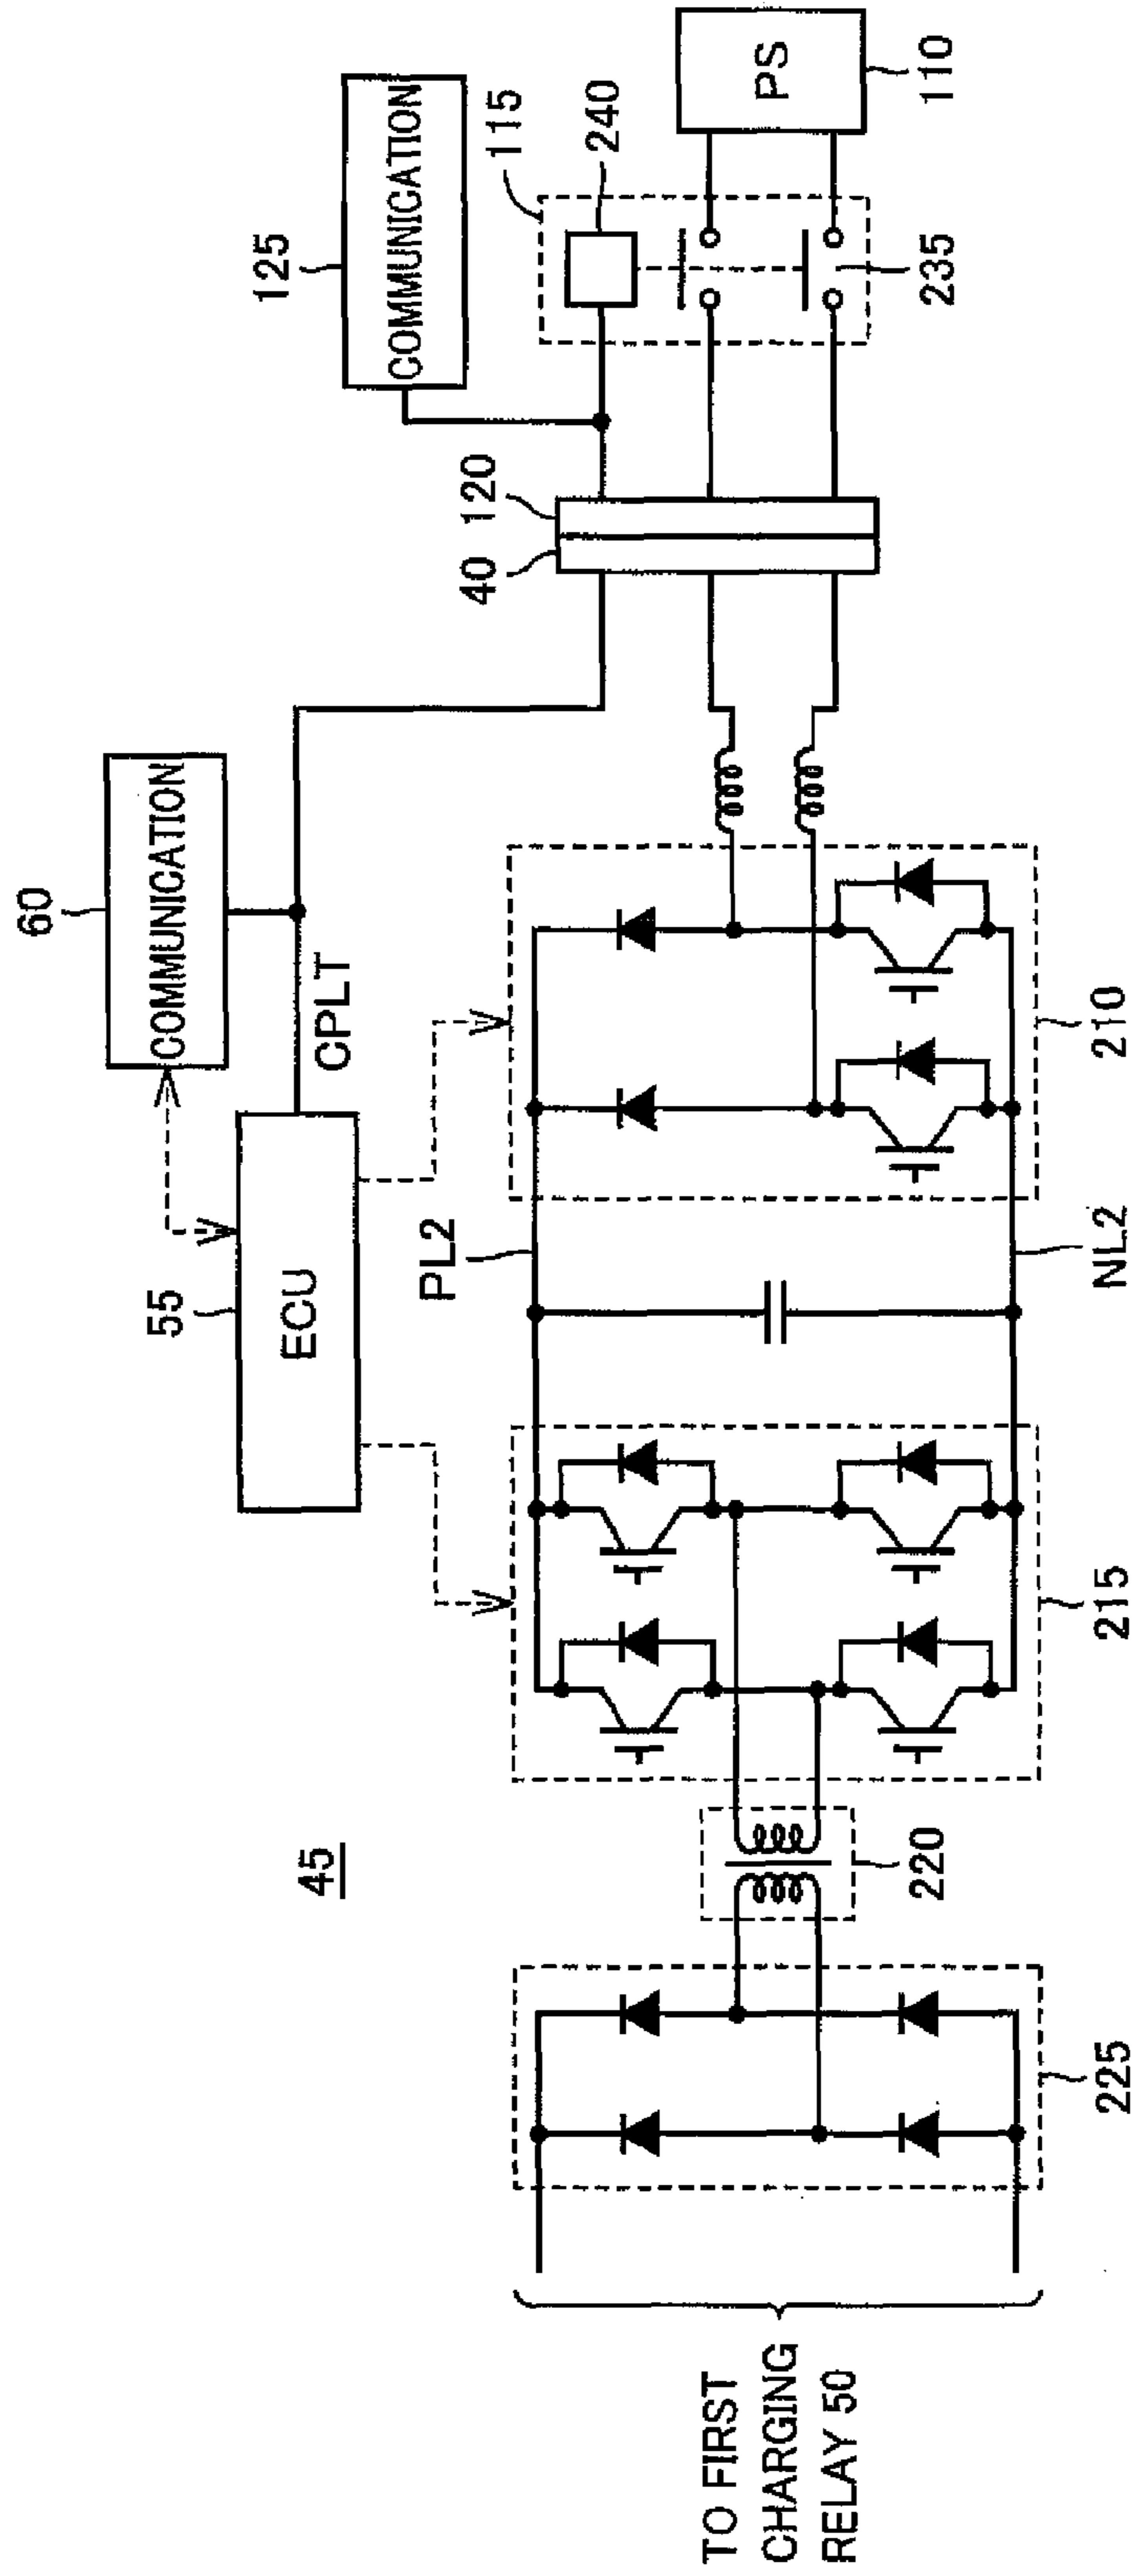 45
60
COMMUNICATION
125
COMMUNICATION
55
ECU
CPLT
115
240
40
120
PS
110
235
PL2
NL2
225
220
215
210
TO FIRST
CHARGING
RELAY 50